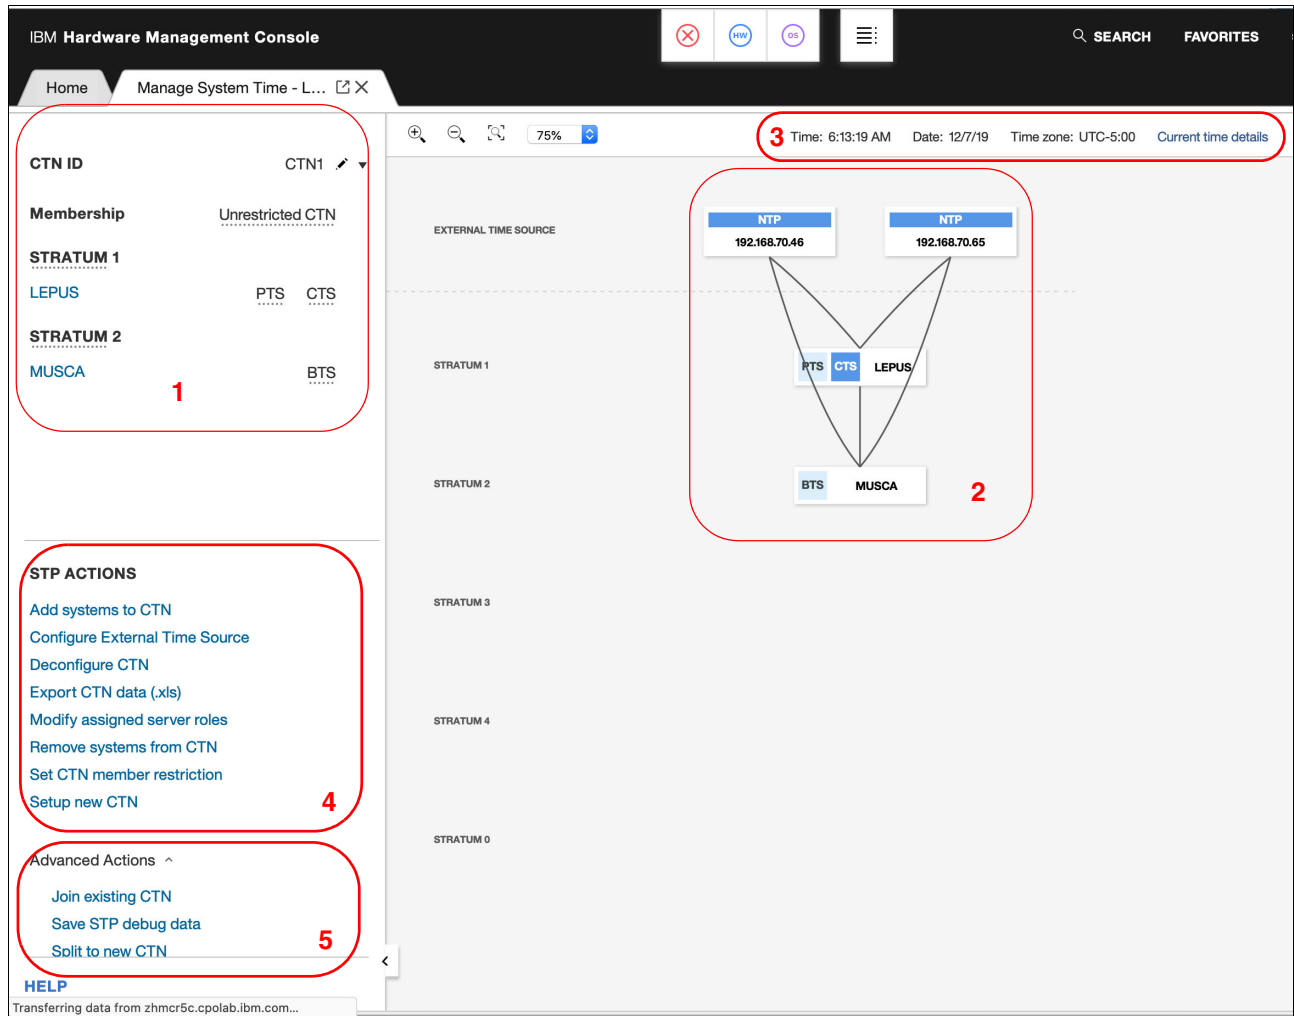 IBM Hardware Management Console
HW
OS
SEARCH
FAVORITES
Home
Manage System Time - L...
CTN ID CTN1
Membership Unrestricted CTN
STRATUM 1
LEPUS PTS CTS
STRATUM 2
MUSCA BTS
1
75%
3 Time: 6:13:19 AM Date: 12/7/19 Time zone: UTC-5:00 Current time details
EXTERNAL TIME SOURCE
NTP
192.168.70.46
NTP
192.168.70.65
STRATUM 1
PTS CTS LEPUS
STRATUM 2
BTS MUSCA
2
STRATUM 3
STRATUM 4
STRATUM 0
STP ACTIONS
Add systems to CTN
Configure External Time Source
Deconfigure CTN
Export CTN data (.xls)
Modify assigned server roles
Remove systems from CTN
Set CTN member restriction
Setup new CTN
4
Advanced Actions
Join existing CTN
Save STP debug data
Split to new CTN
5
HELP
Transferring data from zhmcr5c.cpolab.ibm.com...